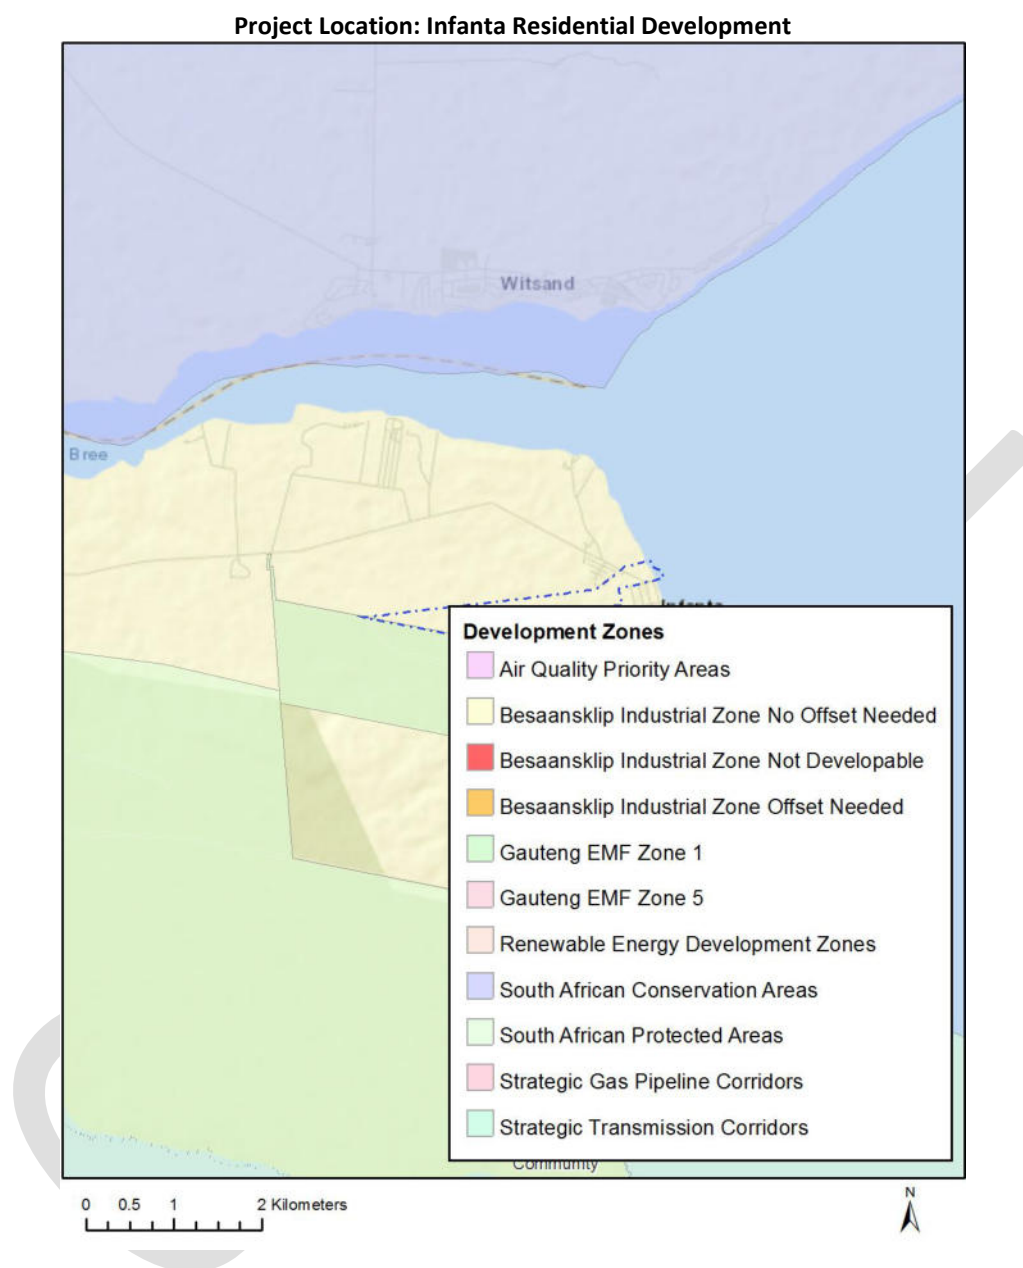 Project Location: Infanta Residential Development
Witsand
Bree
Infanta
Development Zones
Air Quality Priority Areas
Besaansklip Industrial Zone No Offset Needed
Besaansklip Industrial Zone Not Developable
Besaansklip Industrial Zone Offset Needed
Gauteng EMF Zone 1
Gauteng EMF Zone 5
Renewable Energy Development Zones
South African Conservation Areas
South African Protected Areas
Strategic Gas Pipeline Corridors
Strategic Transmission Corridors
Community
0 0.5 1 2 Kilometers
N